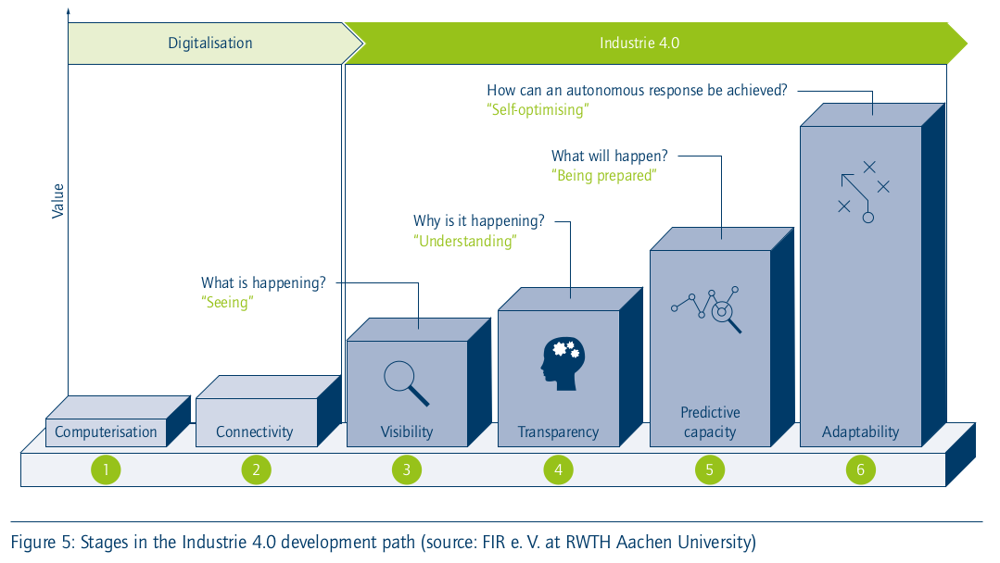 Digitalisation
Industrie 4.0
How can an autonomous response be achieved?
“Self-optimising”
What will happen?
“Being prepared”
Why is it happening?
“Understanding”
What is happening?
“Seeing”
Value
Computerisation
Connectivity
Visibility
Transparency
Predictive
capacity
Adaptability
1
2
3
4
5
6
Figure 5: Stages in the Industrie 4.0 development path (source: FIR e. V. at RWTH Aachen University)